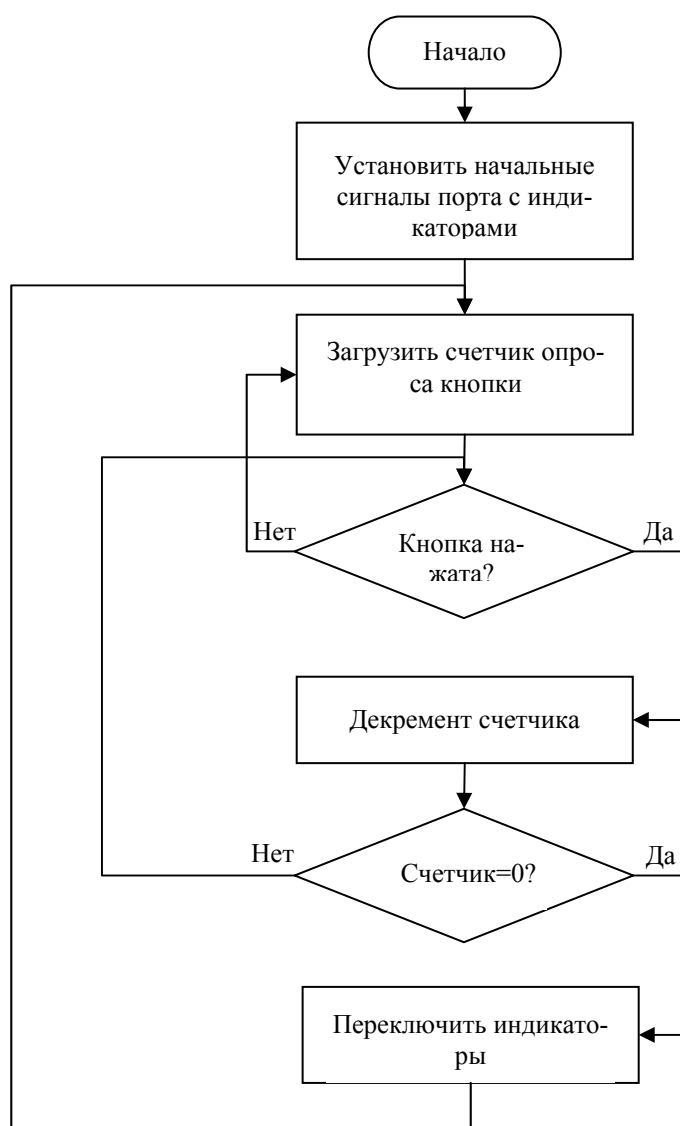 Начало
Установить начальные
сигналы порта с инди-
каторами
Загрузить счетчик опро-
са кнопки
Нет
Да
Кнопка на-
жата?
Декремент счетчика
Нет
Да
Счетчик=0?
Переключить индикато-
ры